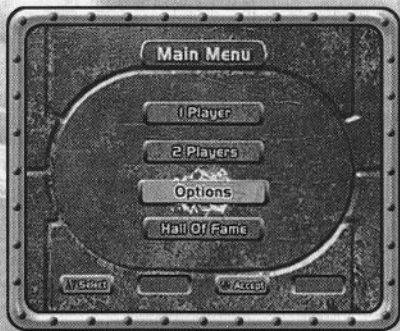 Main Menu
1 Player
2 Players
Options
Hall Of Fame
Select Accept